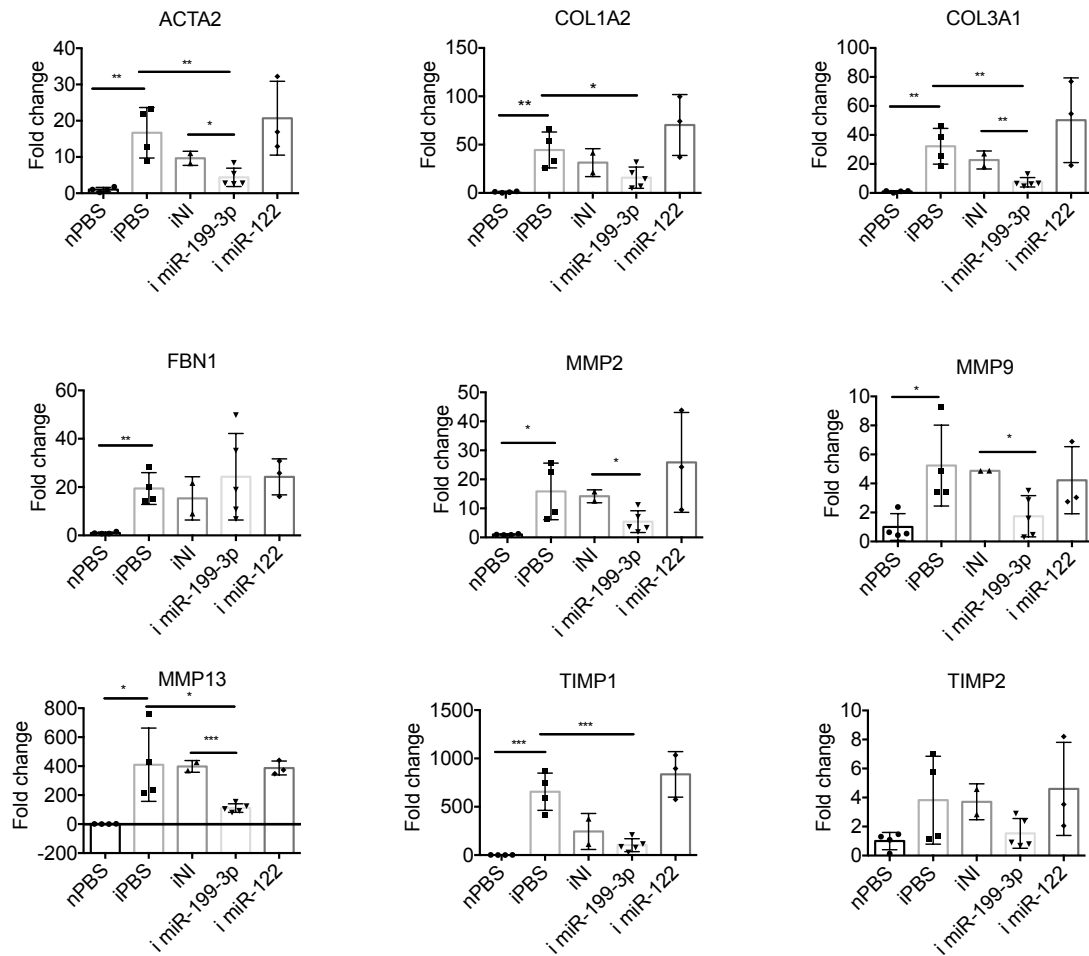 ACTA2
Fold change
40
30
20
10
0
** ** *
nPBS
iPBS
iNI
i miR-199-3p
i miR-122
COL1A2
Fold change
150
100
50
0
** *
nPBS
iPBS
iNI
i miR-199-3p
i miR-122
COL3A1
Fold change
100
80
60
40
20
0
** ** **
nPBS
iPBS
iNI
i miR-199-3p
i miR-122
FBN1
Fold change
60
40
20
0
**
nPBS
iPBS
iNI
i miR-199-3p
i miR-122
MMP2
Fold change
50
40
30
20
10
0
* *
nPBS
iPBS
iNI
i miR-199-3p
i miR-122
MMP9
Fold change
10
8
6
4
2
0
* *
nPBS
iPBS
iNI
i miR-199-3p
i miR-122
MMP13
Fold change
800
600
400
200
0
-200
* * ***
nPBS
iPBS
iNI
i miR-199-3p
i miR-122
TIMP1
Fold change
1500
1000
500
0
*** ***
nPBS
iPBS
iNI
i miR-199-3p
i miR-122
TIMP2
Fold change
10
8
6
4
2
0
nPBS
iPBS
iNI
i miR-199-3p
i miR-122